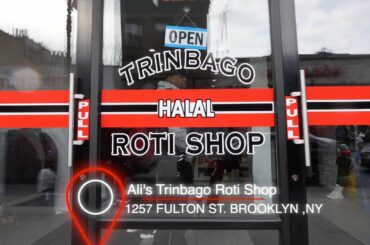 OPEN
TRINBAGO
HALAL
ROTI SHOP
PULL
PULL
Ali's Trinbago Roti Shop
1257 FULTON ST. BROOKLYN ,NY